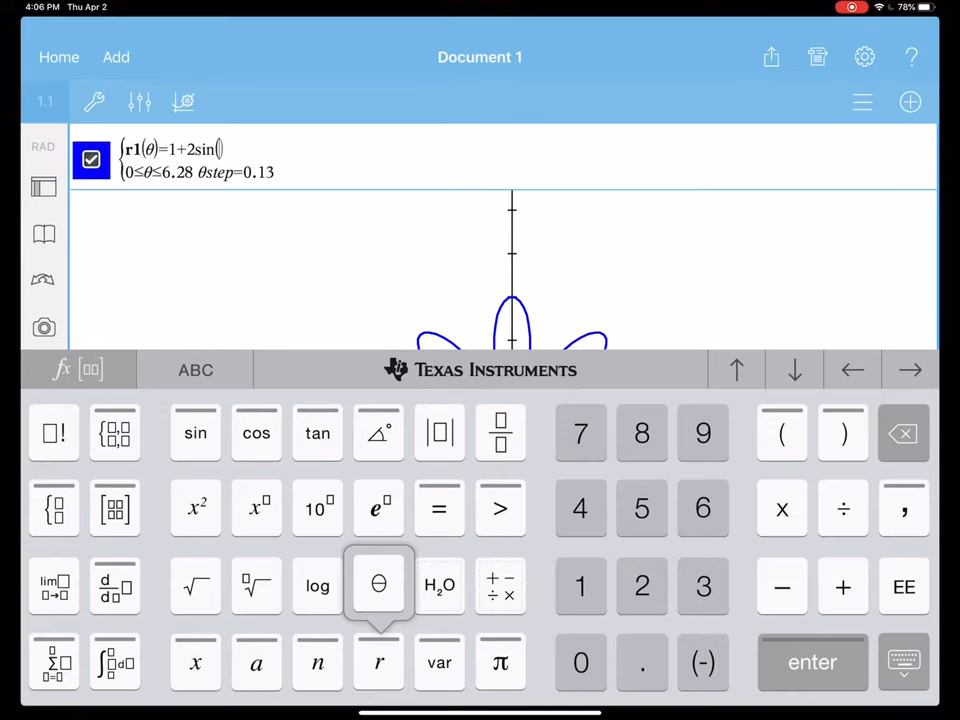 4:06 PM Thu Apr 2 78%
Home Add Document 1 ?
1.1
RAD
r1(θ)=1+2sin()
0≤θ≤6.28 θstep=0.13
ABC TEXAS INSTRUMENTS ↑ ↓ ← →
□! sin cos tan |□| 7 8 9 ( )
x² x□ 10□ e□ = > 4 5 6 x ÷ ,
lim□ □→□ d/d□ □ √ □√ log θ H₂O + − ÷ × 1 2 3 − + EE
∑□ □=□ ∫□d□ x a n r var π 0 . (-) enter